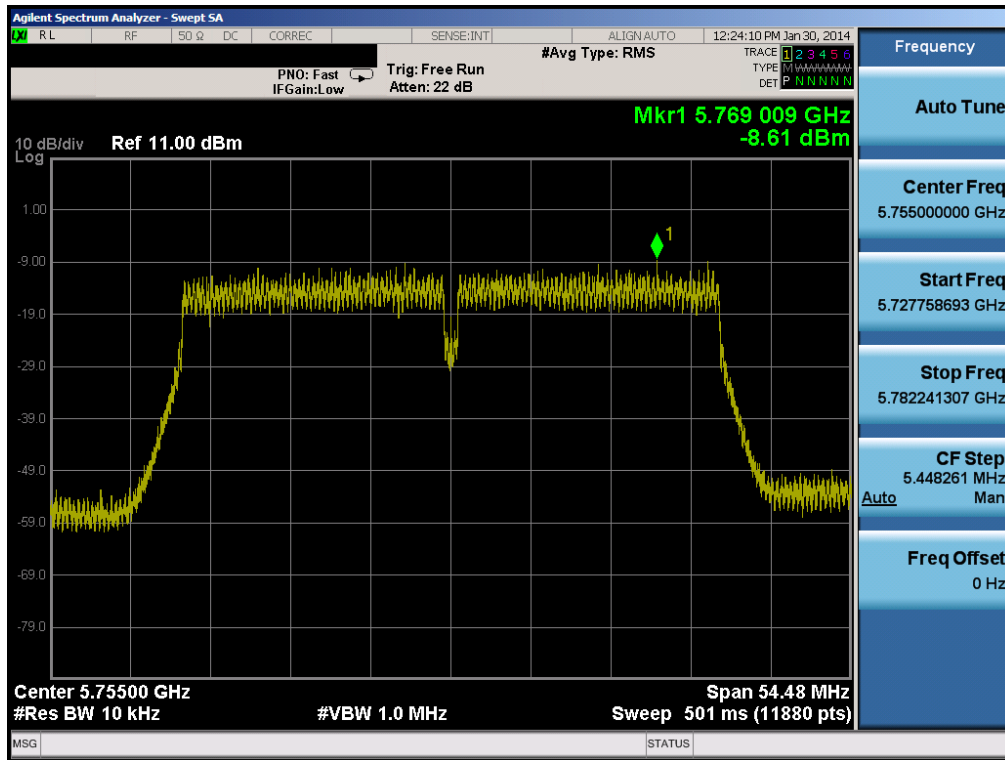 Agilent Spectrum Analyzer - Swept SA
LXI RL RF 50 Ω DC CORREC SENSE:INT ALIGN AUTO 12:24:10 PM Jan 30, 2014
PNO: Fast
IFGain:Low
Trig: Free Run
Atten: 22 dB
#Avg Type: RMS
TRACE 1 2 3 4 5 6
TYPE M WWWWW
DET P N N N N N
Mkr1 5.769 009 GHz
-8.61 dBm
10 dB/div Ref 11.00 dBm
Log
1.00
-9.00
-19.0
-29.0
-39.0
-49.0
-59.0
-69.0
-79.0
1
Center 5.75500 GHz Span 54.48 MHz
#Res BW 10 kHz #VBW 1.0 MHz Sweep 501 ms (11880 pts)
MSG STATUS
Frequency
Auto Tune
Center Freq
5.755000000 GHz
Start Freq
5.727758693 GHz
Stop Freq
5.782241307 GHz
CF Step
5.448261 MHz
Auto Man
Freq Offset
0 Hz